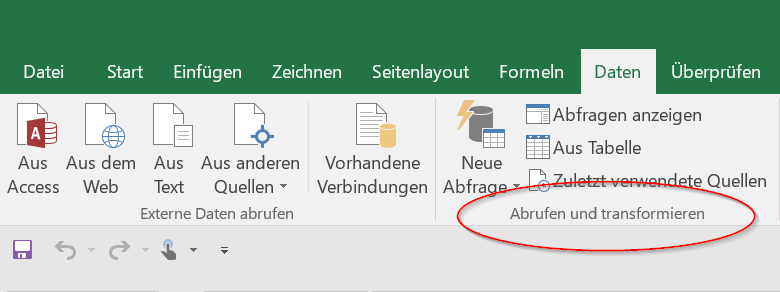 Datei Start Einfügen Zeichnen Seitenlayout Formeln Daten Überprüfen
A
Aus Access
Aus dem Web
Aus Text
Aus anderen Quellen
Vorhandene Verbindungen
Neue Abfrage
Abfragen anzeigen
Aus Tabelle
Zuletzt verwendete Quellen
Externe Daten abrufen
Abrufen und transformieren